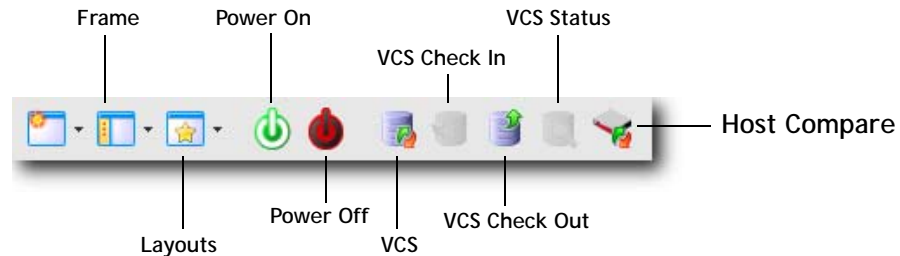 Frame
Power On
VCS Status
VCS Check In
Host Compare
Power Off
VCS Check Out
Layouts
VCS